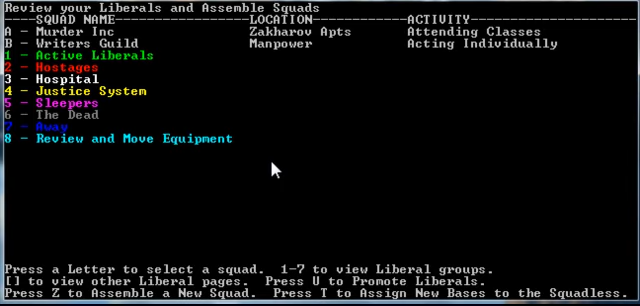 Review your Liberals and Assemble Squads
————SQUAD NAME—————————————————LOCATION————————————ACTIVITY—————————————————————
A - Murder Inc Zakharov Apts Attending Classes
B - Writers Guild Manpower Acting Individually
1 - Active Liberals
2 - Hostages
3 - Hospital
4 - Justice System
5 - Sleepers
6 - The Dead
7 - Away
8 - Review and Move Equipment
Press a Letter to select a squad. 1-7 to view Liberal groups.
[] to view other Liberal pages. Press U to Promote Liberals.
Press Z to Assemble a New Squad. Press T to Assign New Bases to the Squadless.